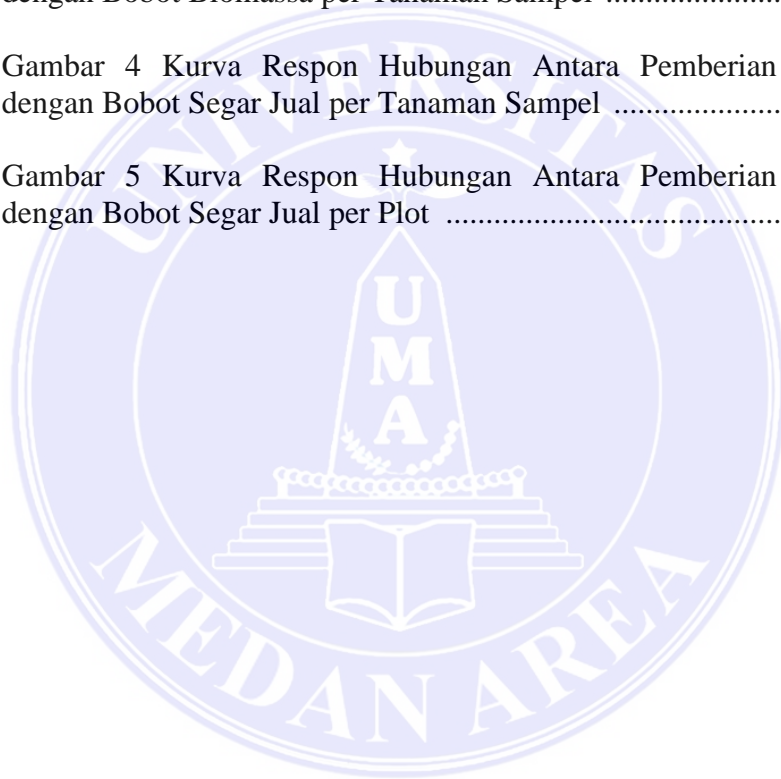 dengan Bobot Biomassa per Tanaman Sampel ......................
Gambar 4 Kurva Respon Hubungan Antara Pemberian
dengan Bobot Segar Jual per Tanaman Sampel .....................
Gambar 5 Kurva Respon Hubungan Antara Pemberian
dengan Bobot Segar Jual per Plot ..........................................
UNIVERSITAS
UMA
MEDAN AREA